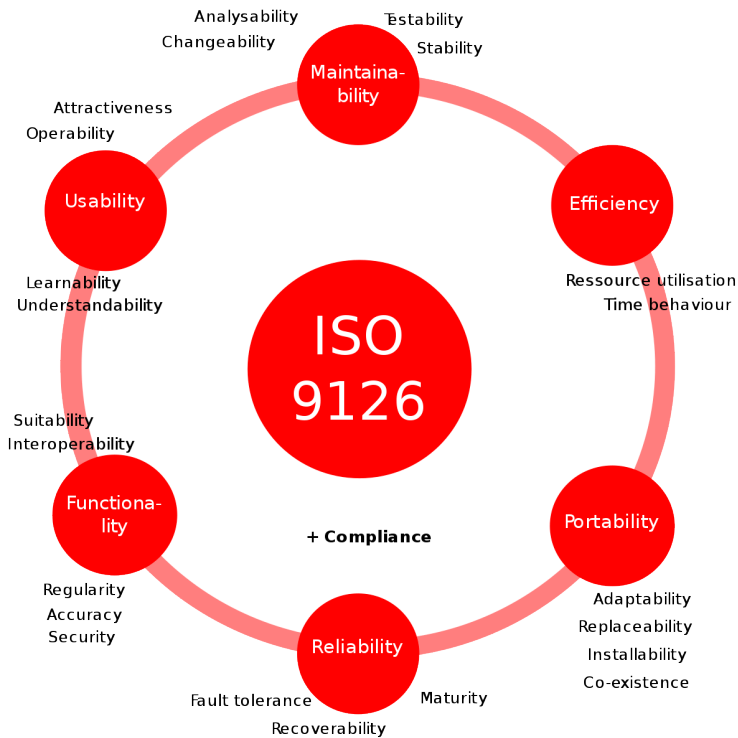 Analysability
Testability
Changeability
Stability
Maintaina-
bility
Attractiveness
Operability
Usability
Efficiency
Learnability
Understandability
Ressource utilisation
Time behaviour
ISO
9126
Suitability
Interoperability
Functiona-
lity
Portability
+ Compliance
Regularity
Accuracy
Security
Adaptability
Replaceability
Installability
Co-existence
Reliability
Fault tolerance
Maturity
Recoverability